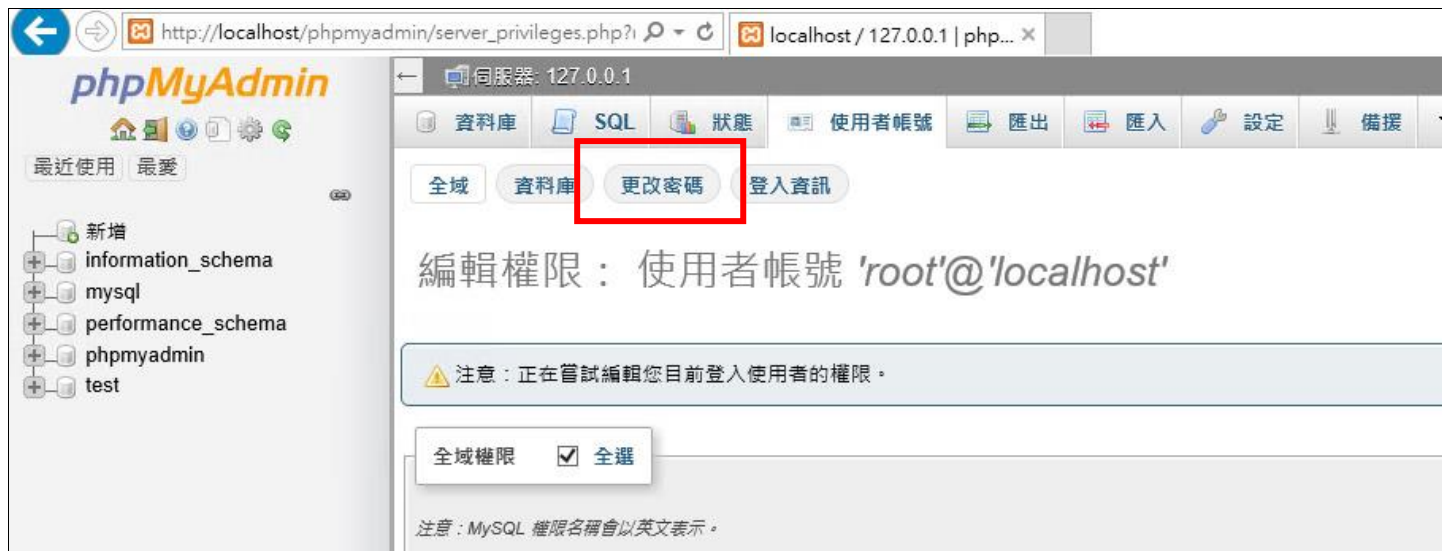 http://localhost/phpmyadmin/server_privileges.php?
localhost / 127.0.0.1 | php...
phpMyAdmin
最近使用 最愛
新增
information_schema
mysql
performance_schema
phpmyadmin
test
伺服器: 127.0.0.1
資料庫 SQL 狀態 使用者帳號 匯出 匯入 設定 備援
全域 資料庫 更改密碼 登入資訊
編輯權限： 使用者帳號 'root'@'localhost'
注意：正在嘗試編輯您目前登入使用者的權限。
全域權限 全選
注意：MySQL 權限名稱會以英文表示。